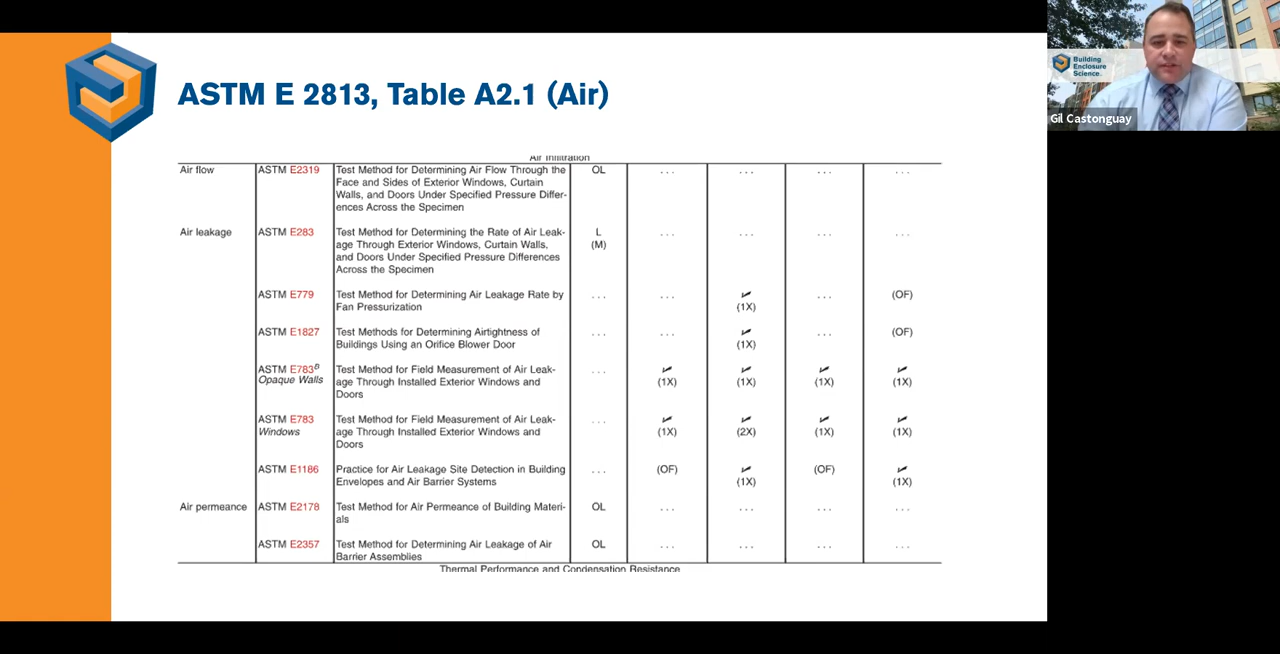 ASTM E 2813, Table A2.1 (Air)
Building
Enclosure
Science.
Gil Castonguay
Air Infiltration
Air flow ASTM E2319 Test Method for Determining Air Flow Through the OL ... ... ... ...
Face and Sides of Exterior Windows, Curtain
Walls, and Doors Under Specified Pressure Differ-
ences Across the Specimen
Air leakage ASTM E283 Test Method for Determining the Rate of Air Leak- L ... ... ... ...
age Through Exterior Windows, Curtain Walls, (M)
and Doors Under Specified Pressure Differences
Across the Specimen
ASTM E779 Test Method for Determining Air Leakage Rate by ... ... ✓ ... (OF)
Fan Pressurization (1X)
ASTM E1827 Test Methods for Determining Airtightness of ... ... ✓ ... (OF)
Buildings Using an Orifice Blower Door (1X)
ASTM E783B Test Method for Field Measurement of Air Leak- ... ✓ ✓ ✓ ✓
Opaque Walls age Through Installed Exterior Windows and (1X) (1X) (1X) (1X)
Doors
ASTM E783 Test Method for Field Measurement of Air Leak- ... ✓ ✓ ✓ ✓
Windows age Through Installed Exterior Windows and (1X) (2X) (1X) (1X)
Doors
ASTM E1186 Practice for Air Leakage Site Detection in Building ... (OF) ✓ (OF) ✓
Envelopes and Air Barrier Systems (1X) (1X)
Air permeance ASTM E2178 Test Method for Air Permeance of Building Materi- OL ... ... ... ...
als
ASTM E2357 Test Method for Determining Air Leakage of Air OL ... ... ... ...
Barrier Assemblies
Thermal Performance and Condensation Resistance